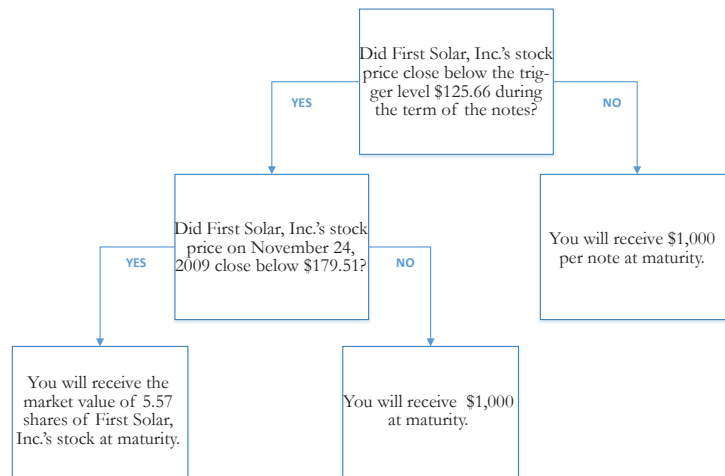 Did First Solar, Inc.'s stock
price close below the trig-
ger level $125.66 during
the term of the notes?
YES
NO
Did First Solar, Inc.'s stock
price on November 24,
2009 close below $179.51?
You will receive $1,000
per note at maturity.
YES
NO
You will receive the
market value of 5.57
shares of First Solar,
Inc.'s stock at maturity.
You will receive $1,000
at maturity.